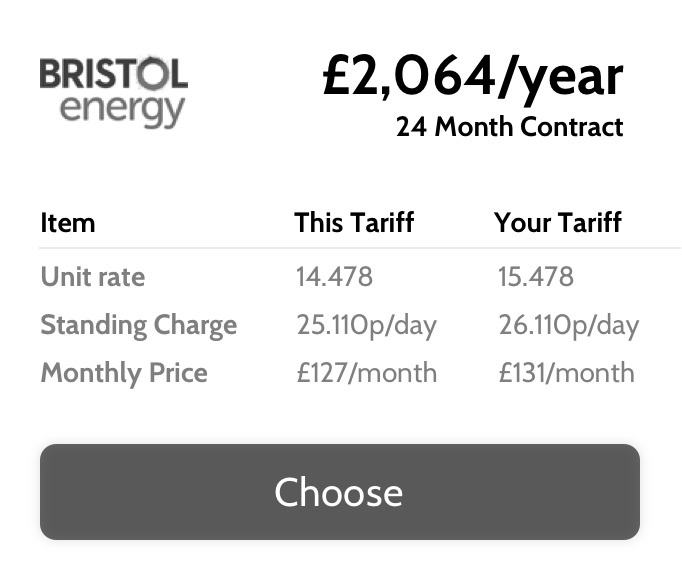 BRISTOL
energy
£2,064/year
24 Month Contract
Item This Tariff Your Tariff
Unit rate 14.478 15.478
Standing Charge 25.110p/day 26.110p/day
Monthly Price £127/month £131/month
Choose